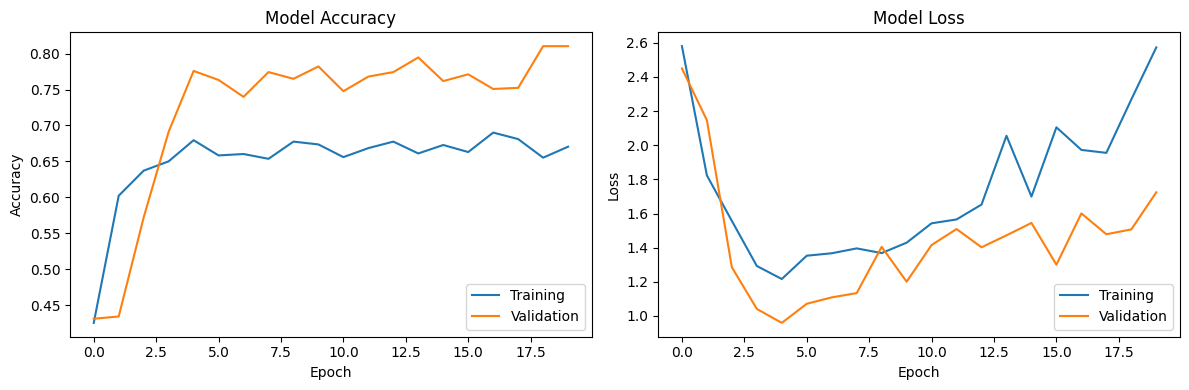 Model Accuracy
Accuracy
0.80
0.75
0.70
0.65
0.60
0.55
0.50
0.45
0.0 2.5 5.0 7.5 10.0 12.5 15.0 17.5
Epoch
Training
Validation
Model Loss
Loss
2.6
2.4
2.2
2.0
1.8
1.6
1.4
1.2
1.0
0.0 2.5 5.0 7.5 10.0 12.5 15.0 17.5
Epoch
Training
Validation